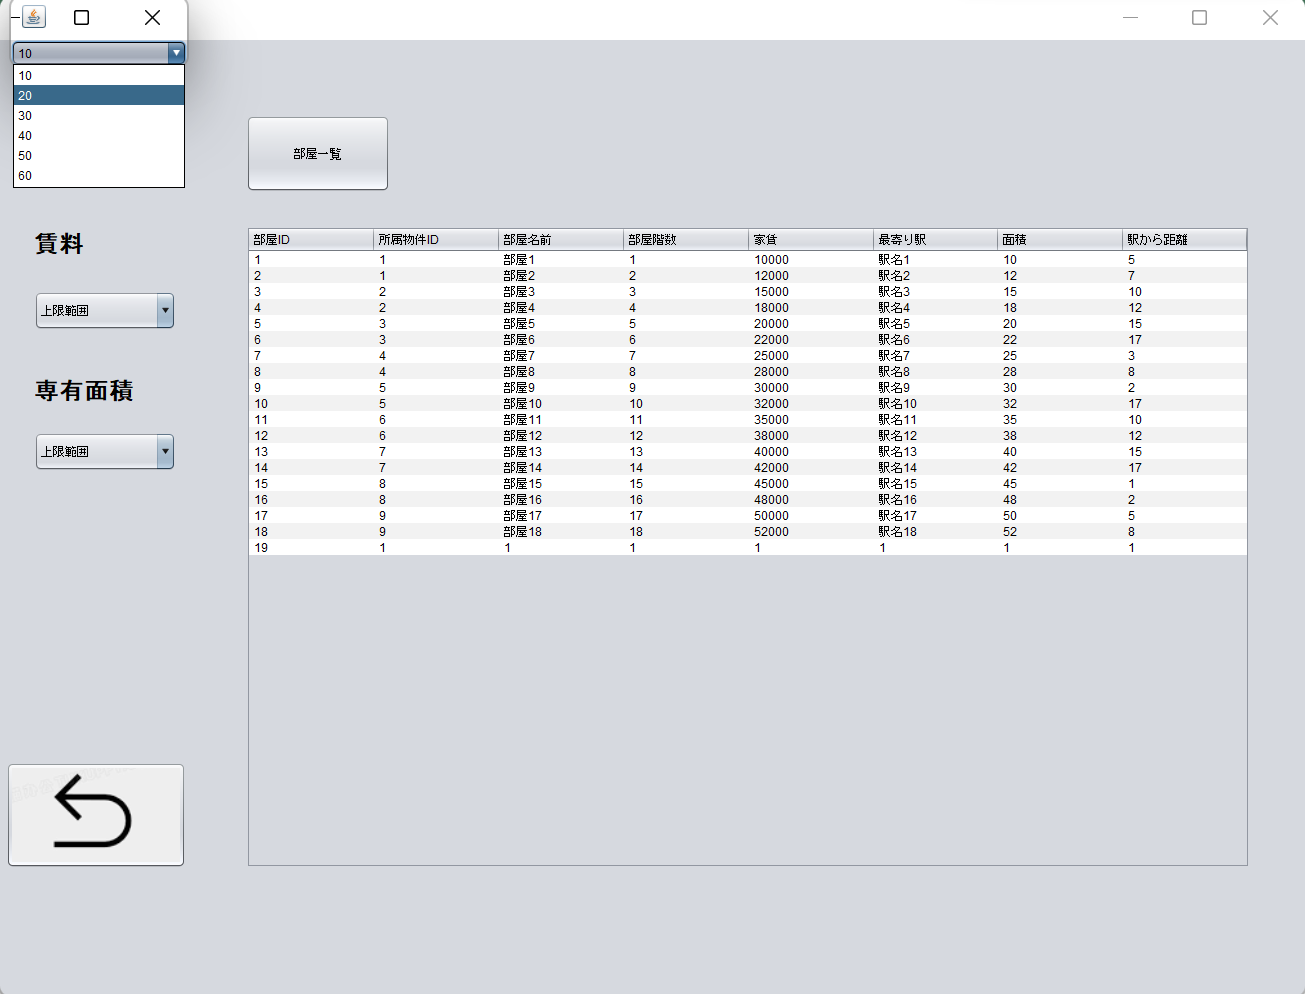 10
10
20
30
40
50
60
部屋一覧
賃料
上限範囲
専有面積
上限範囲
部屋ID 所属物件ID 部屋名前 部屋階数 家賃 最寄り駅 面積 駅から距離
1 1 部屋1 1 10000 駅名1 10 5
2 1 部屋2 2 12000 駅名2 12 7
3 2 部屋3 3 15000 駅名3 15 10
4 2 部屋4 4 18000 駅名4 18 12
5 3 部屋5 5 20000 駅名5 20 15
6 3 部屋6 6 22000 駅名6 22 17
7 4 部屋7 7 25000 駅名7 25 3
8 4 部屋8 8 28000 駅名8 28 8
9 5 部屋9 9 30000 駅名9 30 2
10 5 部屋10 10 32000 駅名10 32 17
11 6 部屋11 11 35000 駅名11 35 10
12 6 部屋12 12 38000 駅名12 38 12
13 7 部屋13 13 40000 駅名13 40 15
14 7 部屋14 14 42000 駅名14 42 17
15 8 部屋15 15 45000 駅名15 45 1
16 8 部屋16 16 48000 駅名16 48 2
17 9 部屋17 17 50000 駅名17 50 5
18 9 部屋18 18 52000 駅名18 52 8
19 1 1 1 1 1 1 1